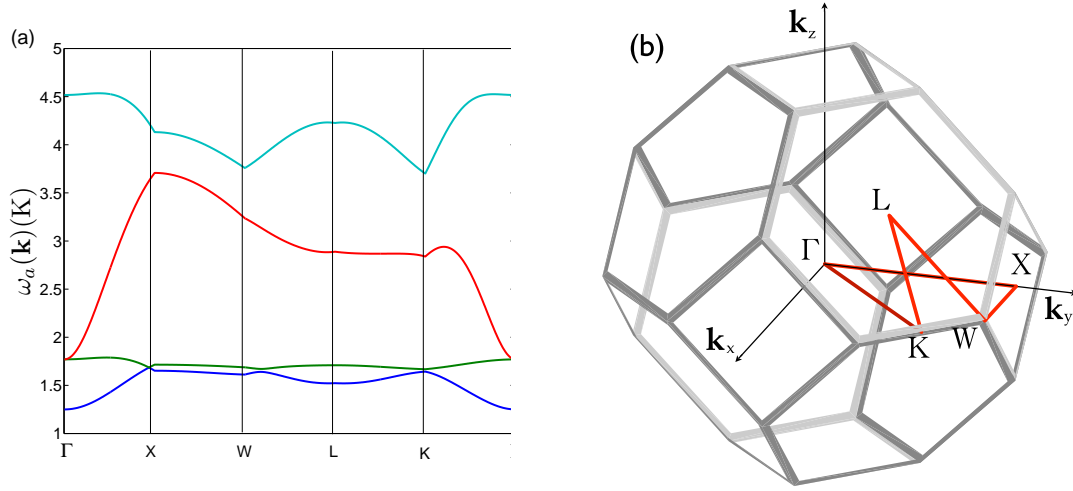 (a)
5
4.5
4
3.5
3
2.5
2
1.5
1
ω_a(𝐤)(K)
Γ X W L K
(b)
k_z
L
Γ
X
k_y
k_x
K
W